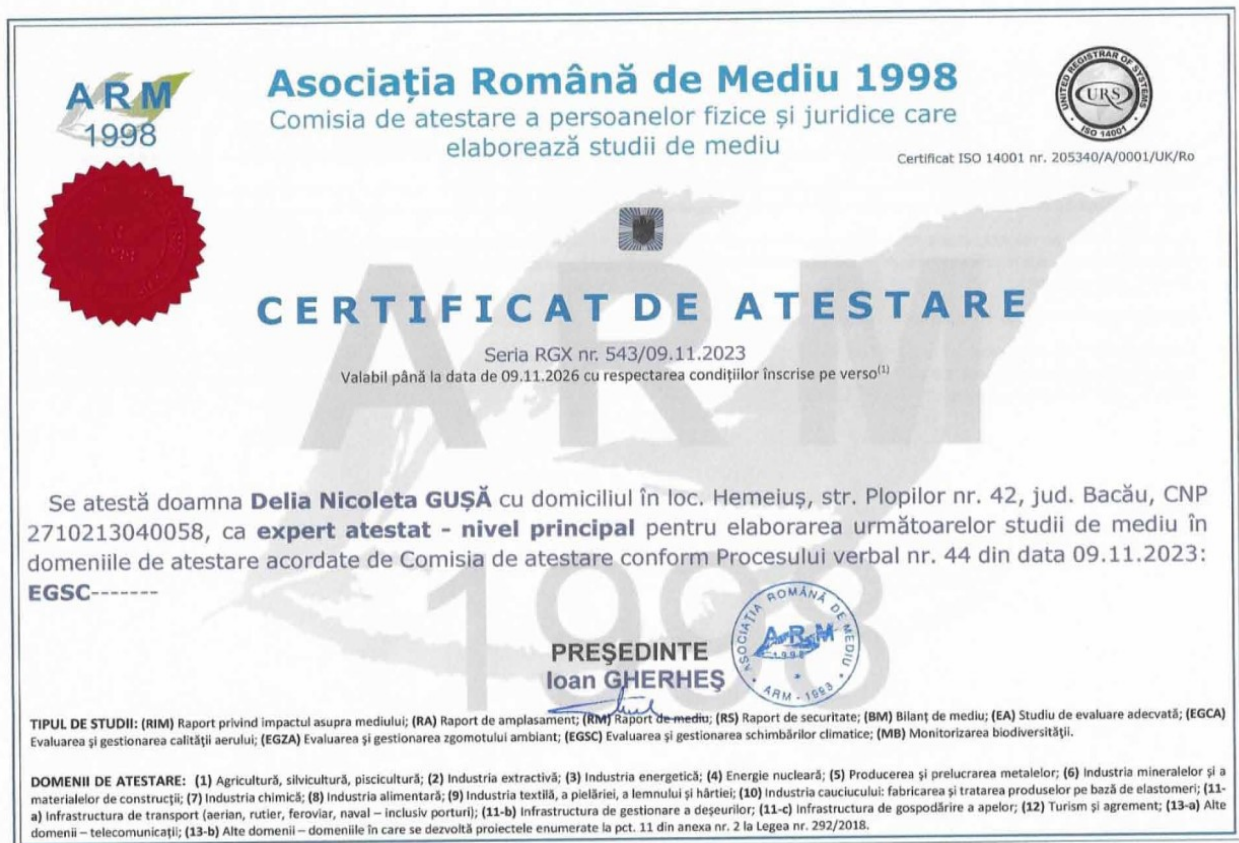 ARM
1998
Asociația Română de Mediu 1998
Comisia de atestare a persoanelor fizice și juridice care
elaborează studii de mediu
UNITED REGISTRAR OF SYSTEMS
URS
ISO 14001
Certificat ISO 14001 nr. 205340/A/0001/UK/Ro
CERTIFICAT DE ATESTARE
Seria RGX nr. 543/09.11.2023
Valabil până la data de 09.11.2026 cu respectarea condițiilor înscrise pe verso(1)
Se atestă doamna Delia Nicoleta GUȘĂ cu domiciliul în loc. Hemeiuș, str. Plopilor nr. 42, jud. Bacău, CNP
2710213040058, ca expert atestat - nivel principal pentru elaborarea următoarelor studii de mediu în
domeniile de atestare acordate de Comisia de atestare conform Procesului verbal nr. 44 din data 09.11.2023:
EGSC-------
PREŞEDINTE
Ioan GHERHEŞ
ASOCIAȚIA ROMÂNĂ DE MEDIU
ARM
1998
ARM - 1993
ARM
1998
TIPUL DE STUDII: (RIM) Raport privind impactul asupra mediului; (RA) Raport de amplasament; (RM) Raport de mediu; (RS) Raport de securitate; (BM) Bilanț de mediu; (EA) Studiu de evaluare adecvată; (EGCA)
Evaluarea și gestionarea calității aerului; (EGZA) Evaluarea și gestionarea zgomotului ambiant; (EGSC) Evaluarea și gestionarea schimbărilor climatice; (MB) Monitorizarea biodiversității.
DOMENII DE ATESTARE: (1) Agricultură, silvicultură, piscicultură; (2) Industria extractivă; (3) Industria energetică; (4) Energie nucleară; (5) Producerea și prelucrarea metalelor; (6) Industria mineralelor și a
materialelor de construcții; (7) Industria chimică; (8) Industria alimentară; (9) Industria textilă, a pielăriei, a lemnului și hârtiei; (10) Industria cauciucului: fabricarea și tratarea produselor pe bază de elastomeri; (11-
a) Infrastructura de transport (aerian, rutier, feroviar, naval – inclusiv porturi); (11-b) Infrastructura de gestionare a deșeurilor; (11-c) Infrastructura de gospodărire a apelor; (12) Turism și agrement; (13-a) Alte
domenii – telecomunicații; (13-b) Alte domenii – domeniile în care se dezvoltă proiectele enumerate la pct. 11 din anexa nr. 2 la Legea nr. 292/2018.